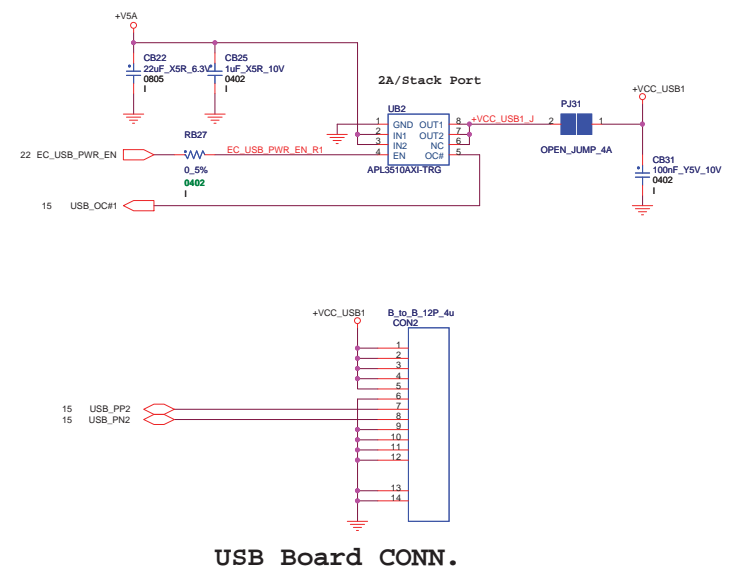 +V5A
CB22
22uF_X5R_6.3V
0805
I
CB25
1uF_X5R_10V
0402
I
2A/Stack Port
UB2
1 GND OUT1 8
2 IN1 OUT2 7
3 IN2 NC 6
4 EN OC# 5
APL3510AXI-TRG
+VCC_USB1_J
PJ31
2 1
OPEN_JUMP_4A
+VCC_USB1
CB31
100nF_Y5V_10V
0402
I
RB27
22 EC_USB_PWR_EN
EC_USB_PWR_EN_R1
0_5%
0402
I
15 USB_OC#1
+VCC_USB1
B_to_B_12P_4u
CON2
1
2
3
4
5
6
15 USB_PP2 7
15 USB_PN2 8
9
10
11
12
13
14
USB Board CONN.